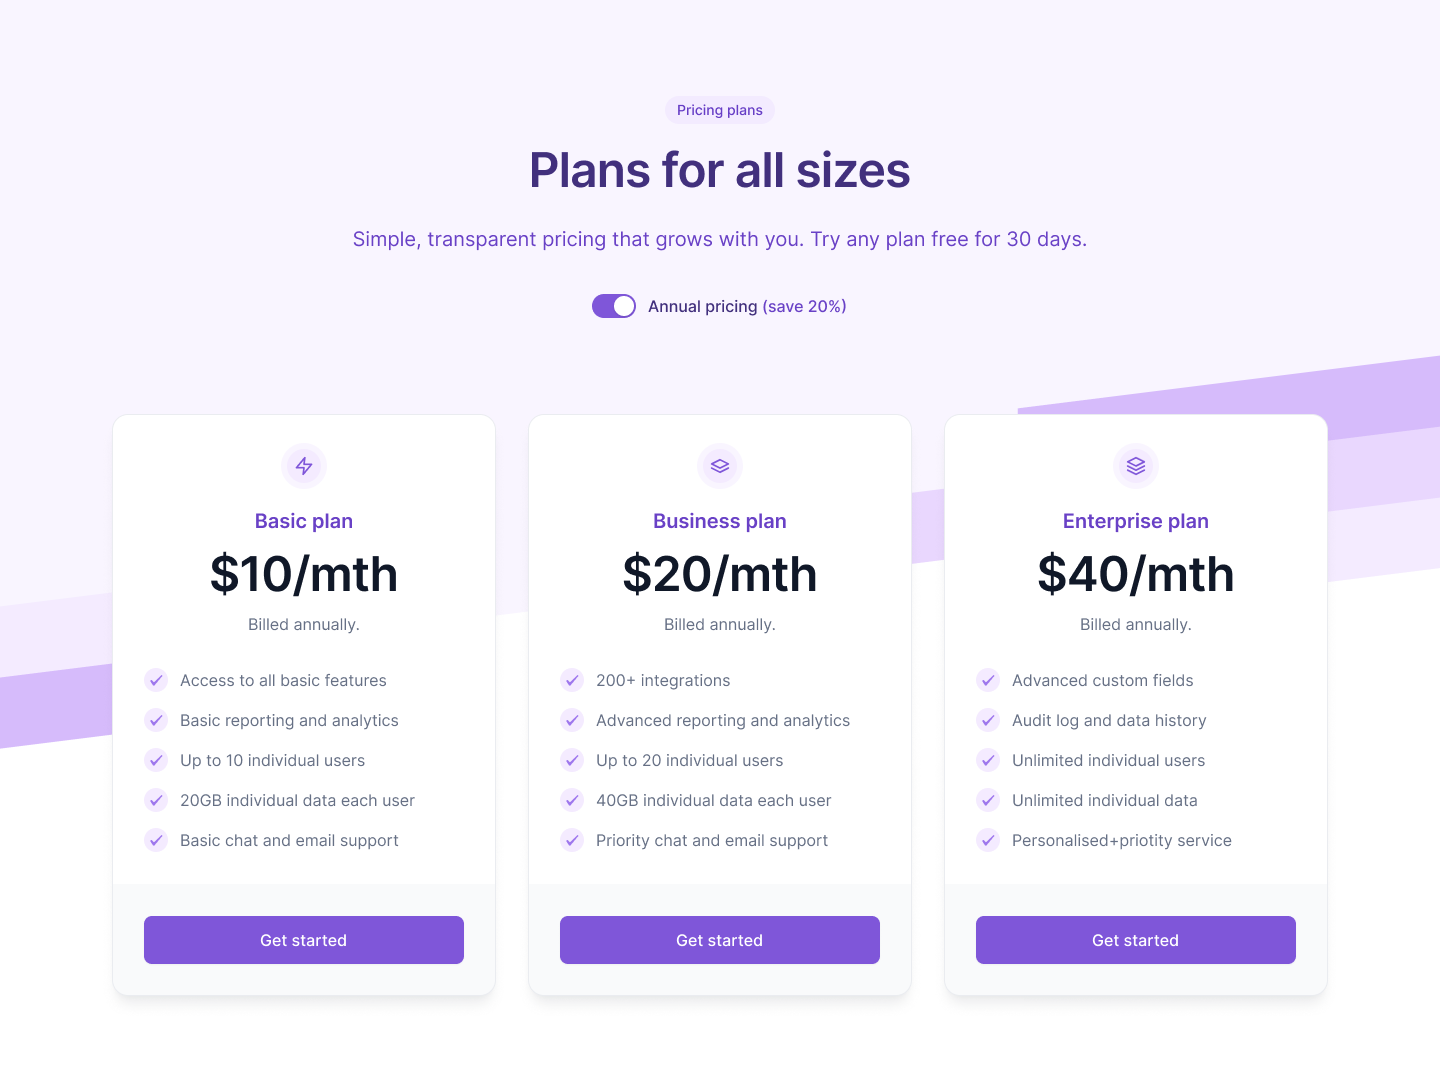 Pricing plans
Plans for all sizes
Simple, transparent pricing that grows with you. Try any plan free for 30 days.
Annual pricing (save 20%)
Basic plan
$10/mth
Billed annually.
Access to all basic features
Basic reporting and analytics
Up to 10 individual users
20GB individual data each user
Basic chat and email support
Get started
Business plan
$20/mth
Billed annually.
200+ integrations
Advanced reporting and analytics
Up to 20 individual users
40GB individual data each user
Priority chat and email support
Get started
Enterprise plan
$40/mth
Billed annually.
Advanced custom fields
Audit log and data history
Unlimited individual users
Unlimited individual data
Personalised+priotity service
Get started